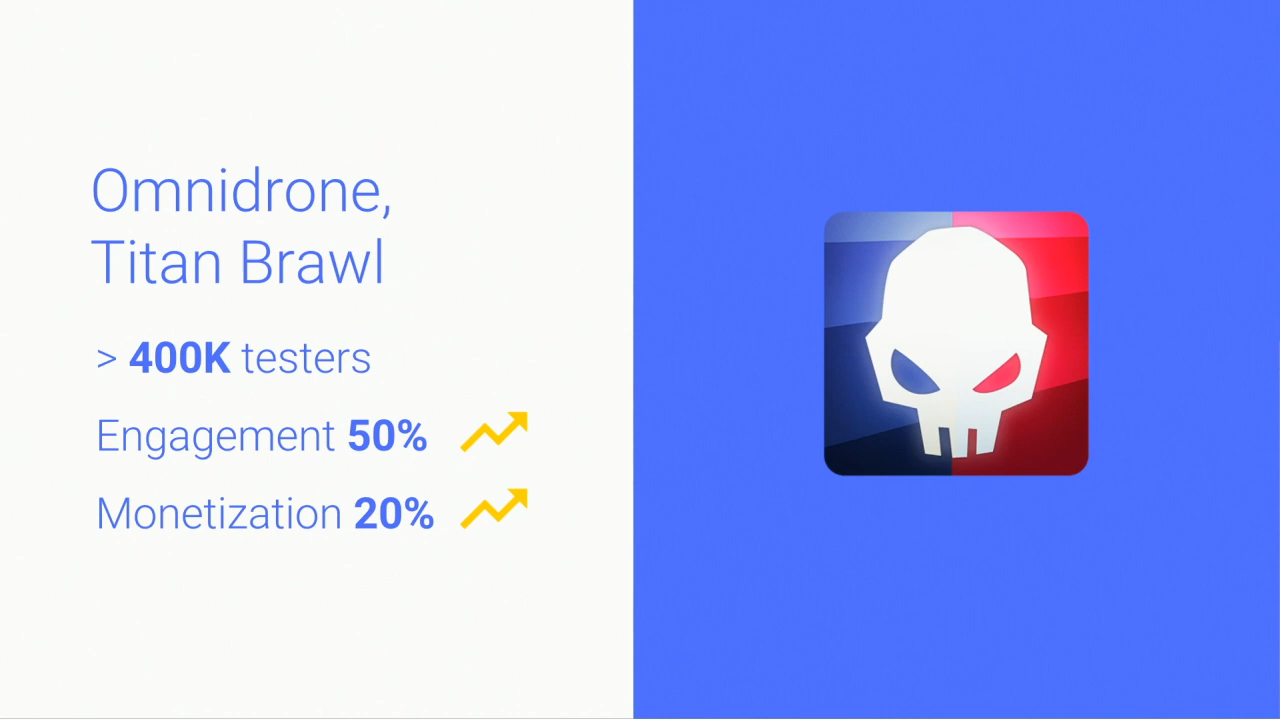 Omnidrone,
Titan Brawl
> 400K testers
Engagement 50%
Monetization 20%